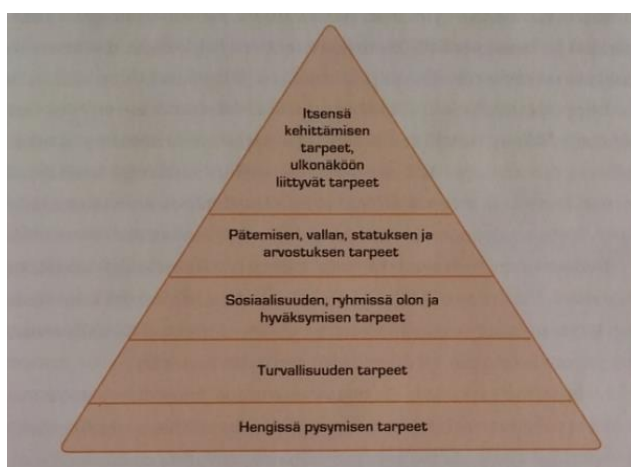 Itsensä
kehittämisen
tarpeet,
ulkonäköön
liittyvät tarpeet
Pätemisen, vallan, statuksen ja
arvostuksen tarpeet
Sosiaalisuuden, ryhmissä olon ja
hyväksymisen tarpeet
Turvallisuuden tarpeet
Hengissä pysymisen tarpeet